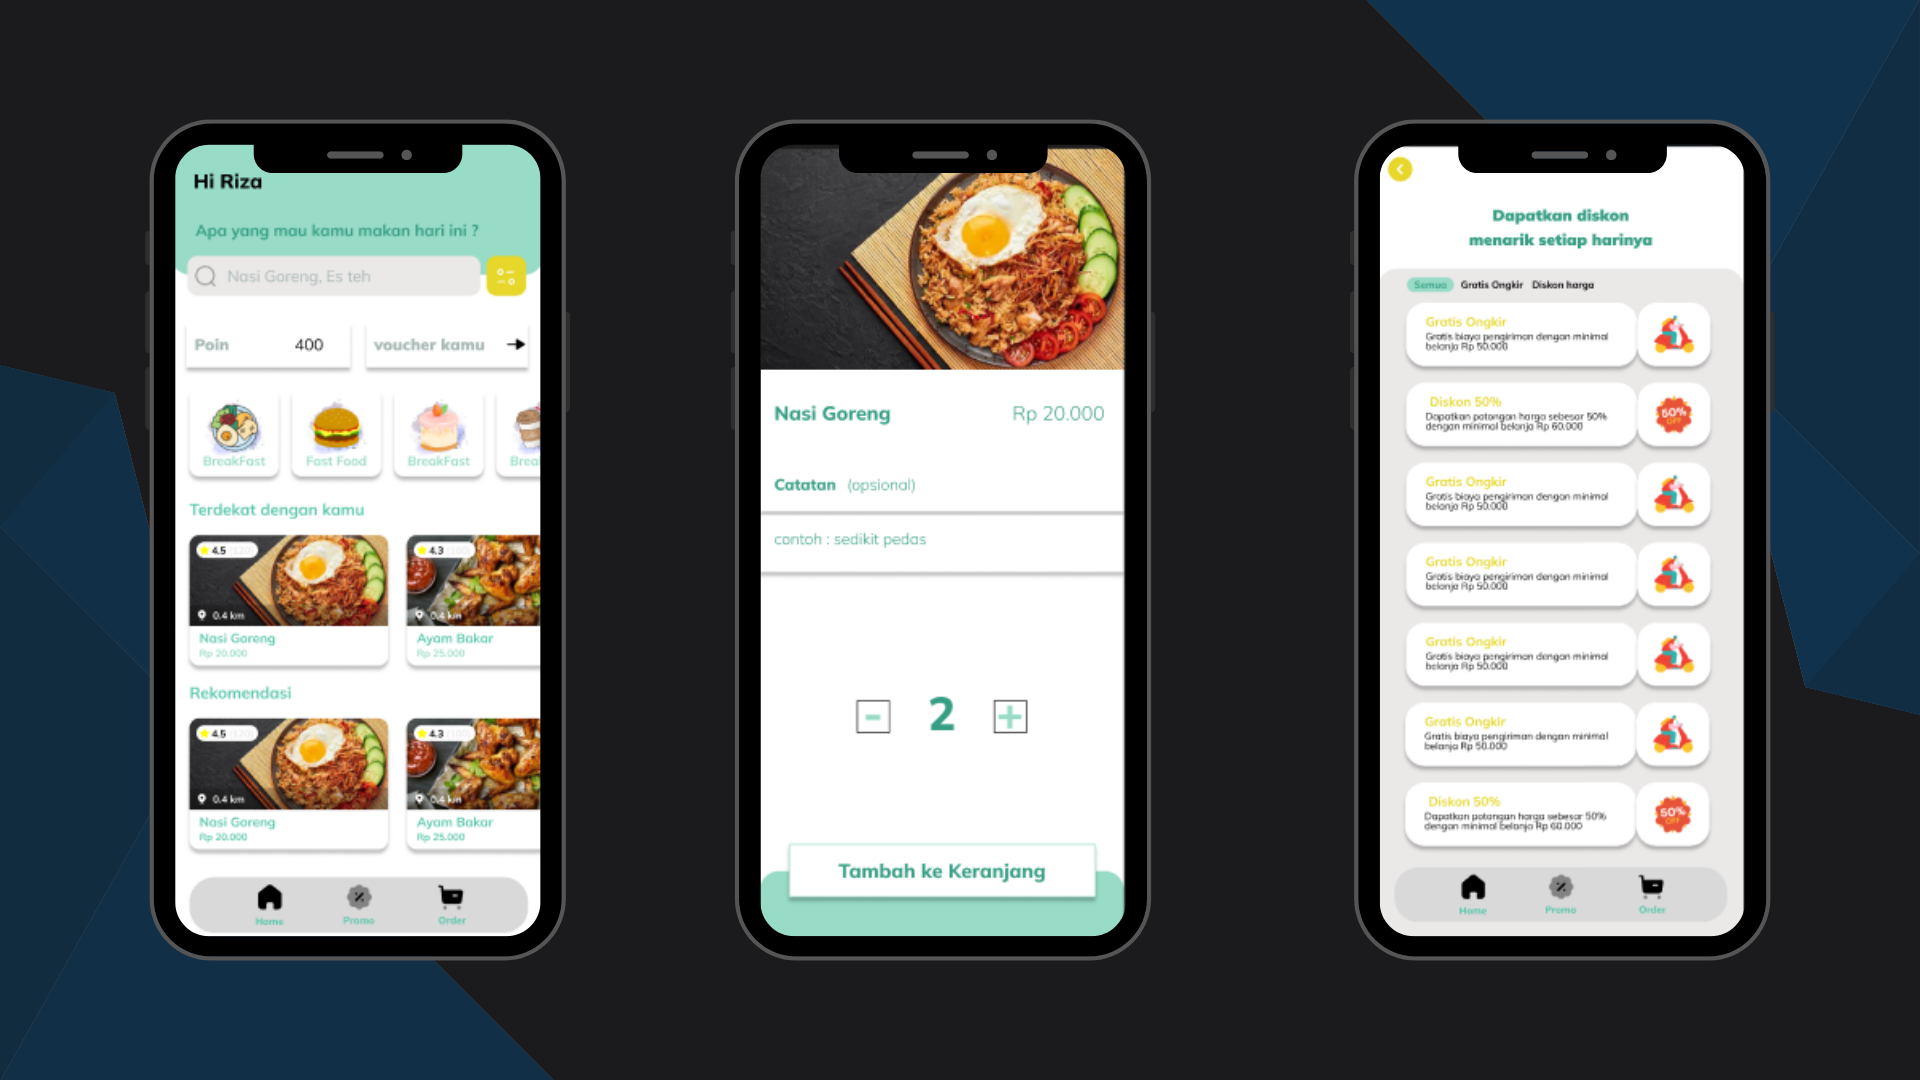 Hi Riza
Apa yang mau kamu makan hari ini ?
Nasi Goreng, Es teh
Poin 400 voucher kamu
BreakFast Fast Food BreakFast
Terdekat dengan kamu
4.5 4.3
0.4 km 0.4 km
Nasi Goreng Ayam Bakar
Rp 20.000 Rp 25.000
Rekomendasi
4.5 4.3
0.4 km 0.4 km
Nasi Goreng Ayam Bakar
Rp 20.000 Rp 25.000
Home Promo Order
Nasi Goreng Rp 20.000
Catatan (opsional)
contoh : sedikit pedas
- 2 +
Tambah ke Keranjang
Dapatkan diskon
menarik setiap harinya
Semua Gratis Ongkir Diskon harga
Gratis Ongkir
Gratis biaya pengiriman dengan minimal
belanja Rp 50.000
Diskon 50%
Dapatkan potongan harga sebesar 50%
dengan minimal belanja Rp 60.000
50%
OFF
Gratis Ongkir
Gratis biaya pengiriman dengan minimal
belanja Rp 50.000
Gratis Ongkir
Gratis biaya pengiriman dengan minimal
belanja Rp 50.000
Gratis Ongkir
Gratis biaya pengiriman dengan minimal
belanja Rp 50.000
Gratis Ongkir
Gratis biaya pengiriman dengan minimal
belanja Rp 50.000
Diskon 50%
Dapatkan potongan harga sebesar 50%
dengan minimal belanja Rp 60.000
50%
OFF
Home Promo Order